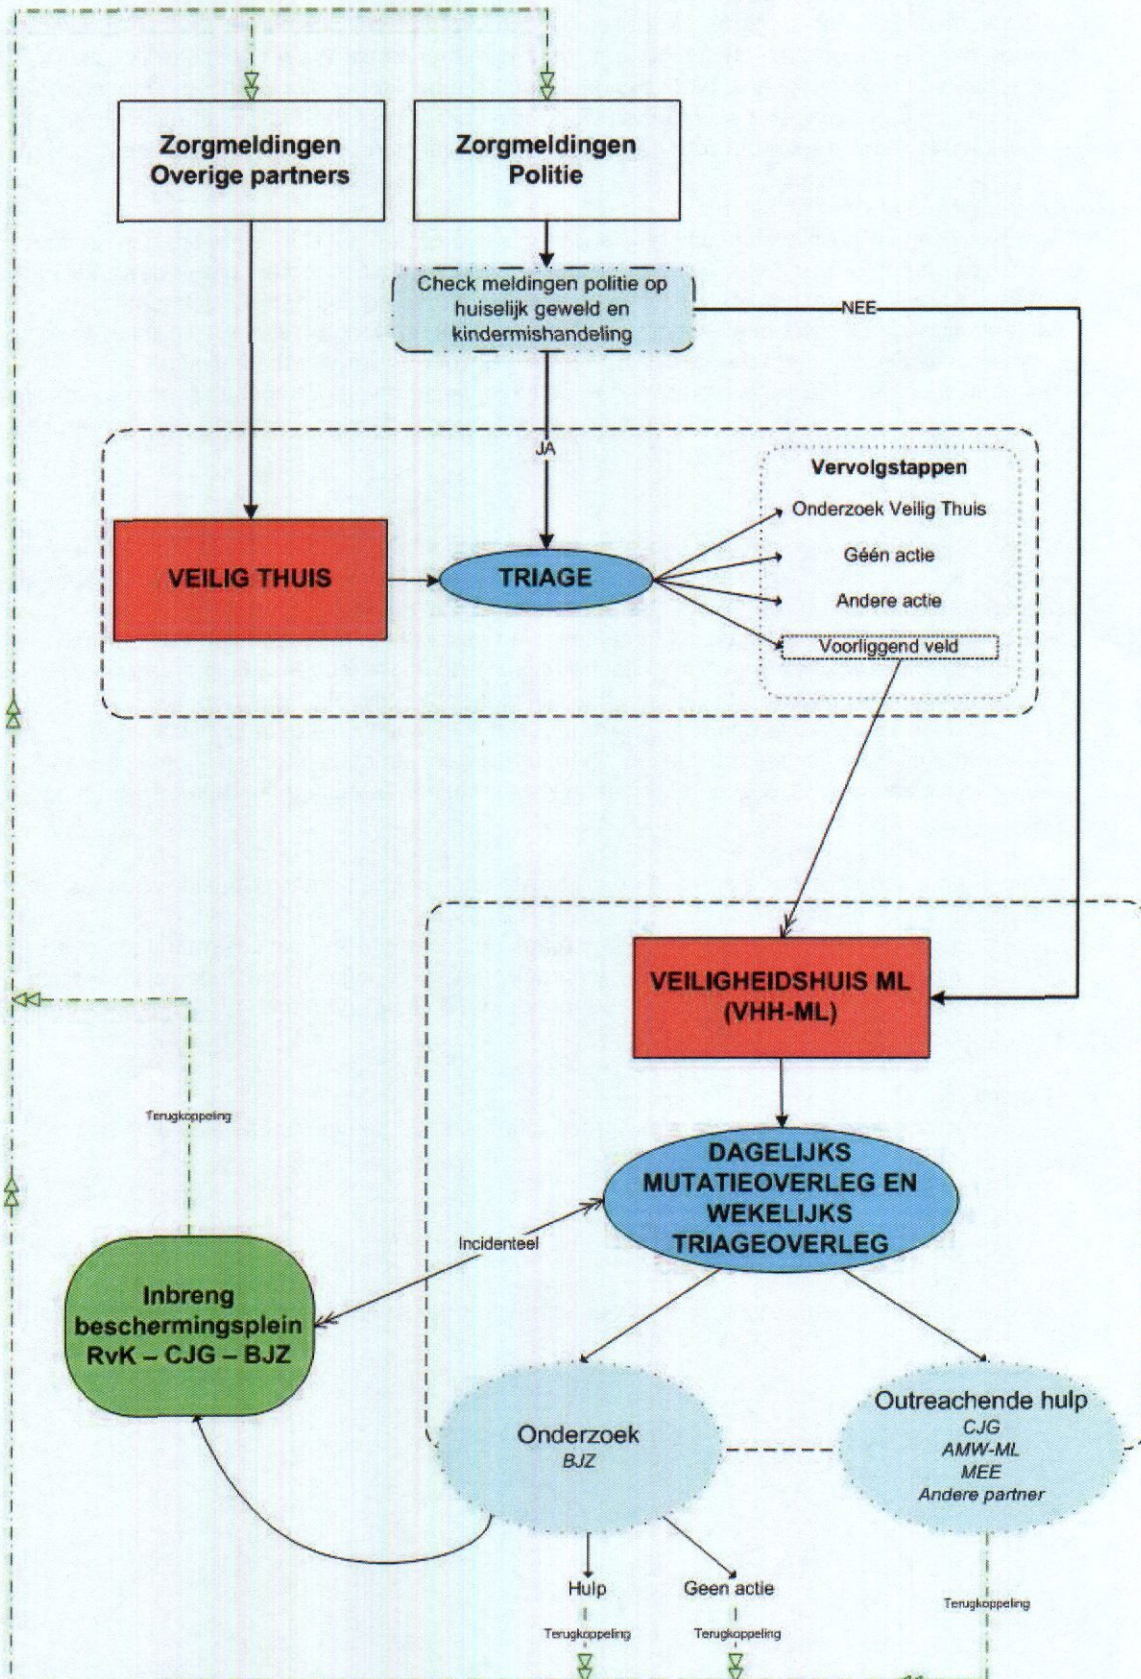 Zorgmeldingen
Overige partners
Zorgmeldingen
Politie
Check meldingen politie op
huiselijk geweld en
kindermishandeling
NEE
JA
Vervolgstappen
Onderzoek Veilig Thuis
Géén actie
Andere actie
Voorliggend veld
VEILIG THUIS
TRIAGE
VEILIGHEIDSHUIS ML
(VHH-ML)
Terugkoppeling
DAGELIJKS
MUTATIEOVERLEG EN
WEKELIJKS
TRIAGEOVERLEG
Incidenteel
Inbreng
beschermingsplein
RvK – CJG – BJZ
Onderzoek
BJZ
Outreachende hulp
CJG
AMW-ML
MEE
Andere partner
Hulp
Geen actie
Terugkoppeling
Terugkoppeling
Terugkoppeling